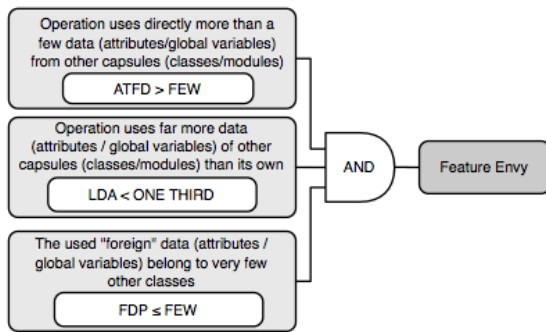 Operation uses directly more than a
few data (attributes/global variables)
from other capsules (classes/modules)
ATFD > FEW
Operation uses far more data
(attributes / global variables) of other
capsules (classes/modules) than its own
LDA < ONE THIRD
The used "foreign" data (attributes /
global variables) belong to very few
other classes
FDP ≤ FEW
AND
Feature Envy